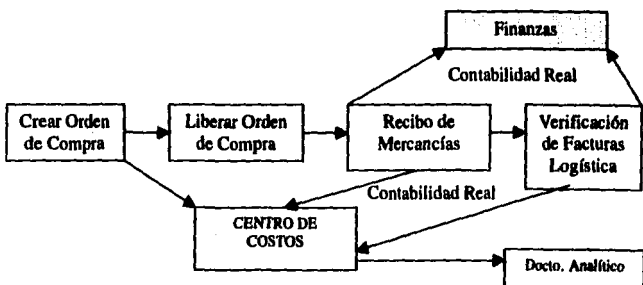 Finanzas
Contabilidad Real
Crear Orden
de Compra
Liberar Orden
de Compra
Recibo de
Mercancías
Verificación
de Facturas
Logística
Contabilidad Real
CENTRO DE
COSTOS
Docto. Analítico